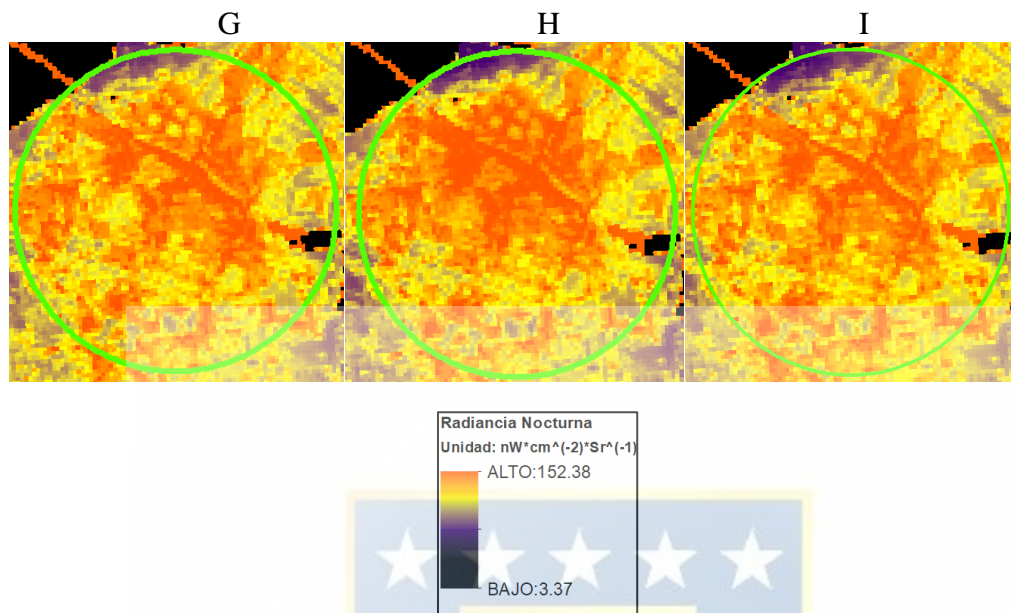 G H I
Radiancia Nocturna
Unidad: nW*cm^(-2)*Sr^(-1)
ALTO:152.38
BAJO:3.37